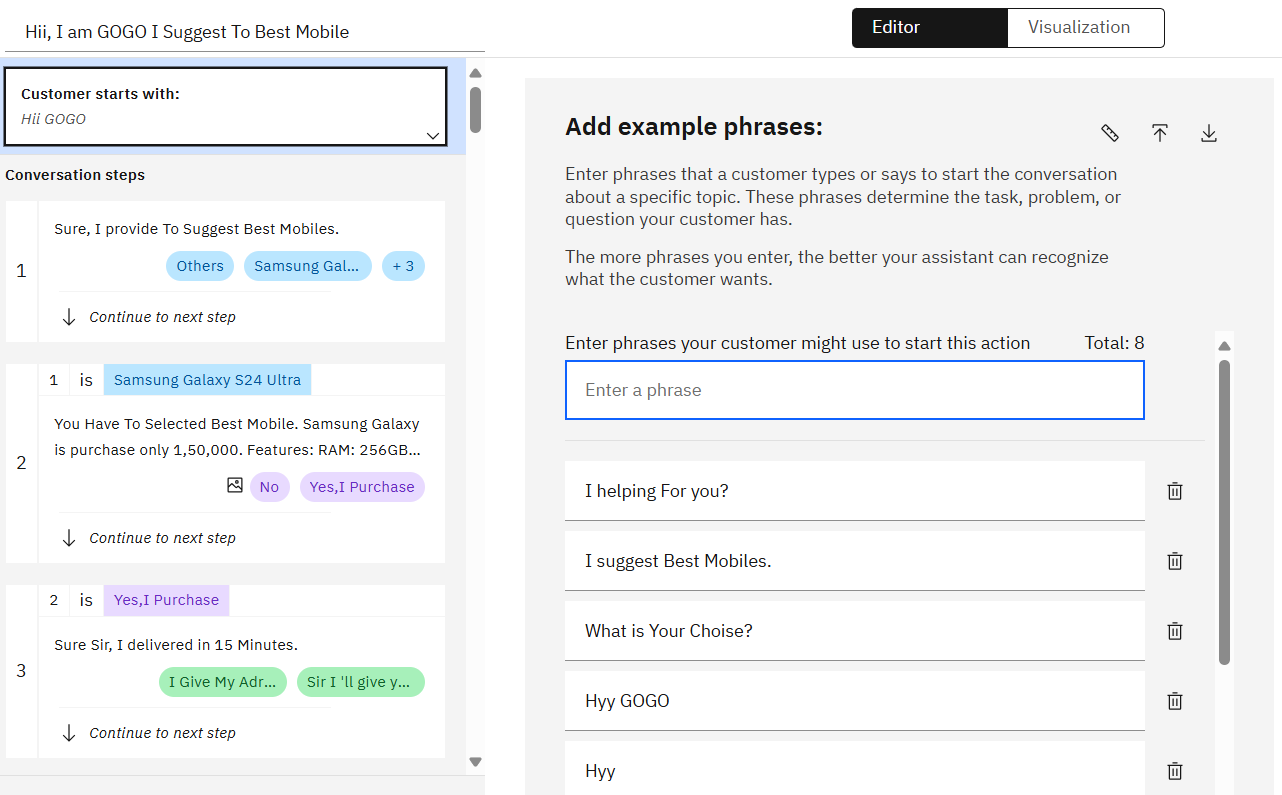 Hii, I am GOGO I Suggest To Best Mobile
Editor
Visualization
Customer starts with:
Hii GOGO
Conversation steps
1
Sure, I provide To Suggest Best Mobiles.
Others
Samsung Gal...
+ 3
Continue to next step
2
1 is Samsung Galaxy S24 Ultra
You Have To Selected Best Mobile. Samsung Galaxy
is purchase only 1,50,000. Features: RAM: 256GB...
No
Yes,I Purchase
Continue to next step
3
2 is Yes,I Purchase
Sure Sir, I delivered in 15 Minutes.
I Give My Adr...
Sir I 'll give y...
Continue to next step
Add example phrases:
Enter phrases that a customer types or says to start the conversation
about a specific topic. These phrases determine the task, problem, or
question your customer has.
The more phrases you enter, the better your assistant can recognize
what the customer wants.
Enter phrases your customer might use to start this action
Total: 8
Enter a phrase
I helping For you?
I suggest Best Mobiles.
What is Your Choise?
Hyy GOGO
Hyy